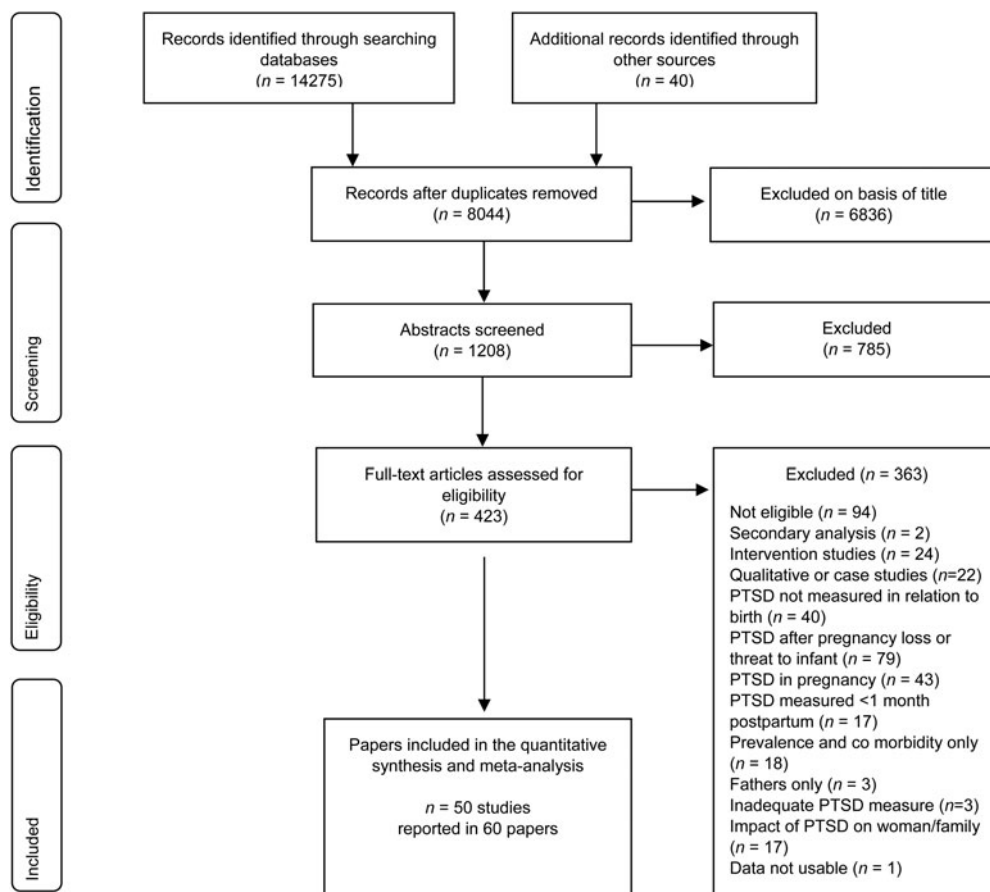 Records identified through searching
databases
(n = 14275)
Additional records identified through
other sources
(n = 40)
Identification
Records after duplicates removed
(n = 8044)
Excluded on basis of title
(n = 6836)
Screening
Abstracts screened
(n = 1208)
Excluded
(n = 785)
Eligibility
Full-text articles assessed for
eligibility
(n = 423)
Excluded (n = 363)
Not eligible (n = 94)
Secondary analysis (n = 2)
Intervention studies (n = 24)
Qualitative or case studies (n=22)
PTSD not measured in relation to
birth (n = 40)
PTSD after pregnancy loss or
threat to infant (n = 79)
PTSD in pregnancy (n = 43)
PTSD measured <1 month
postpartum (n = 17)
Prevalence and co morbidity only
(n = 18)
Fathers only (n = 3)
Inadequate PTSD measure (n=3)
Impact of PTSD on woman/family
(n = 17)
Data not usable (n = 1)
Included
Papers included in the quantitative
synthesis and meta-analysis
n = 50 studies
reported in 60 papers